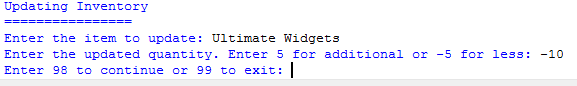 Updating Inventory
================
Enter the item to update: Ultimate Widgets
Enter the updated quantity. Enter 5 for additional or -5 for less: -10
Enter 98 to continue or 99 to exit: